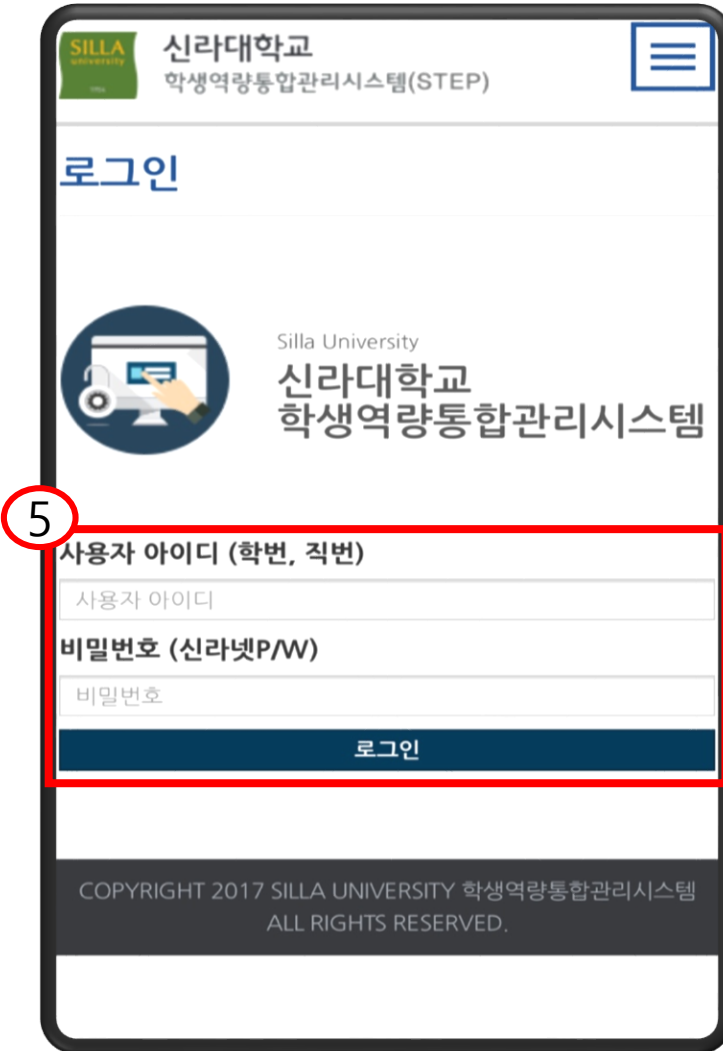 SILLA
university
신라대학교
학생역량통합관리시스템(STEP)
로그인
Silla University
신라대학교
학생역량통합관리시스템
5
사용자 아이디 (학번, 직번)
사용자 아이디
비밀번호 (신라넷P/W)
비밀번호
로그인
COPYRIGHT 2017 SILLA UNIVERSITY 학생역량통합관리시스템
ALL RIGHTS RESERVED.